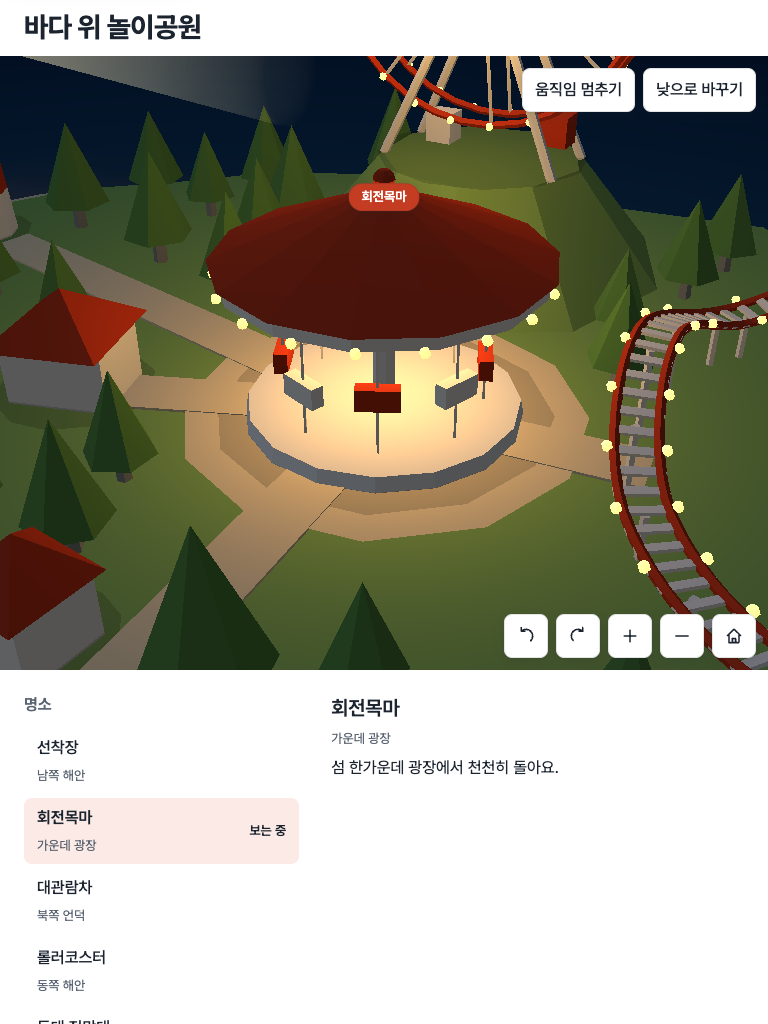 바다 위 놀이공원
움직임 멈추기
낮으로 바꾸기
회전목마
명소
선착장
남쪽 해안
회전목마
가운데 광장
보는 중
대관람차
북쪽 언덕
롤러코스터
동쪽 해안
회전목마
가운데 광장
섬 한가운데 광장에서 천천히 돌아요.